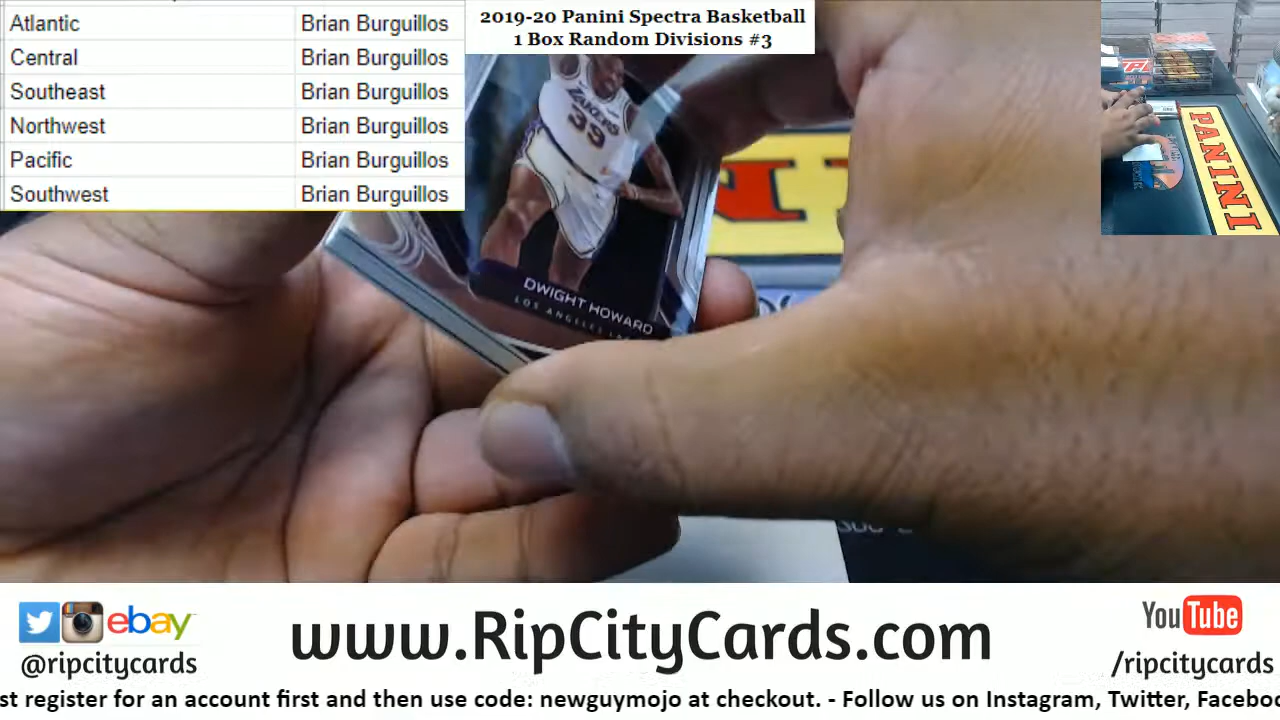 Atlantic Brian Burguillos
Central Brian Burguillos
Southeast Brian Burguillos
Northwest Brian Burguillos
Pacific Brian Burguillos
Southwest Brian Burguillos
2019-20 Panini Spectra Basketball
1 Box Random Divisions #3
LAKERS
39
DWIGHT HOWARD
LOS ANGELES
PANINI
ebay
@ripcitycards
www.RipCityCards.com
YouTube
/ripcitycards
st register for an account first and then use code: newguymojo at checkout. - Follow us on Instagram, Twitter, Facebo